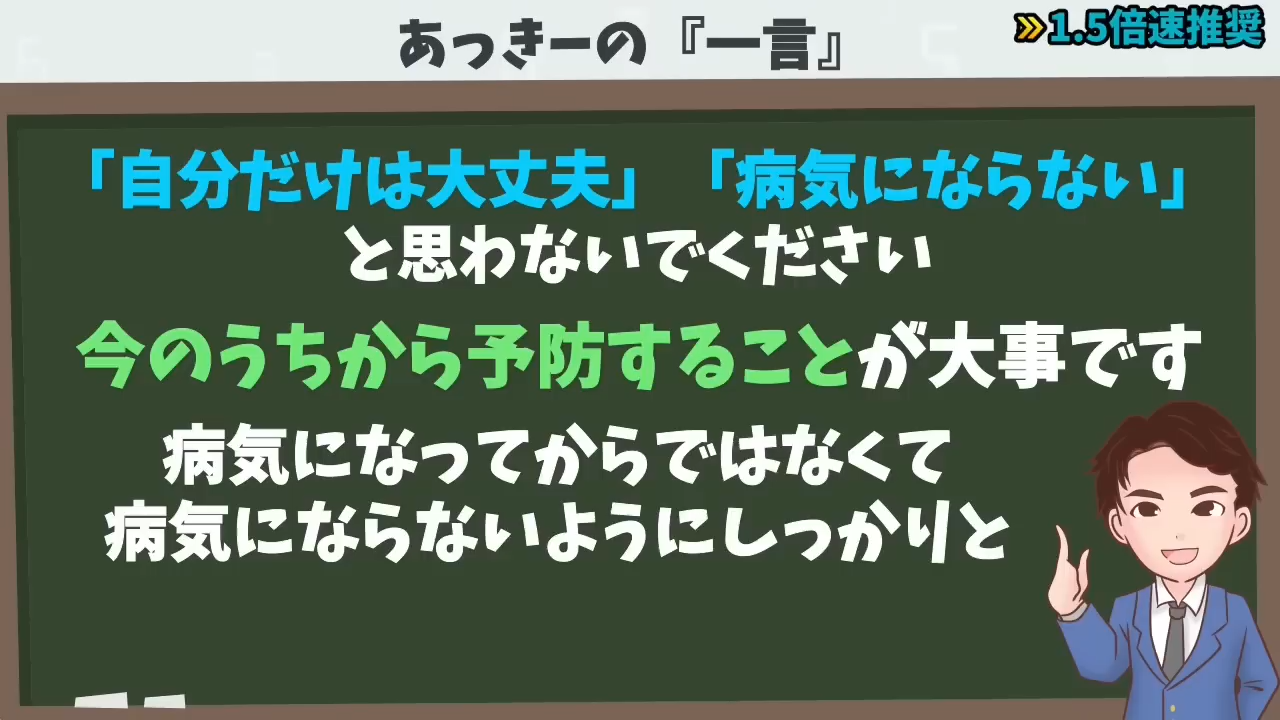 あっきーの『一言』
1.5倍速推奨
「自分だけは大丈夫」「病気にならない」
と思わないでください
今のうちから予防することが大事です
病気になってからではなくて
病気にならないようにしっかりと